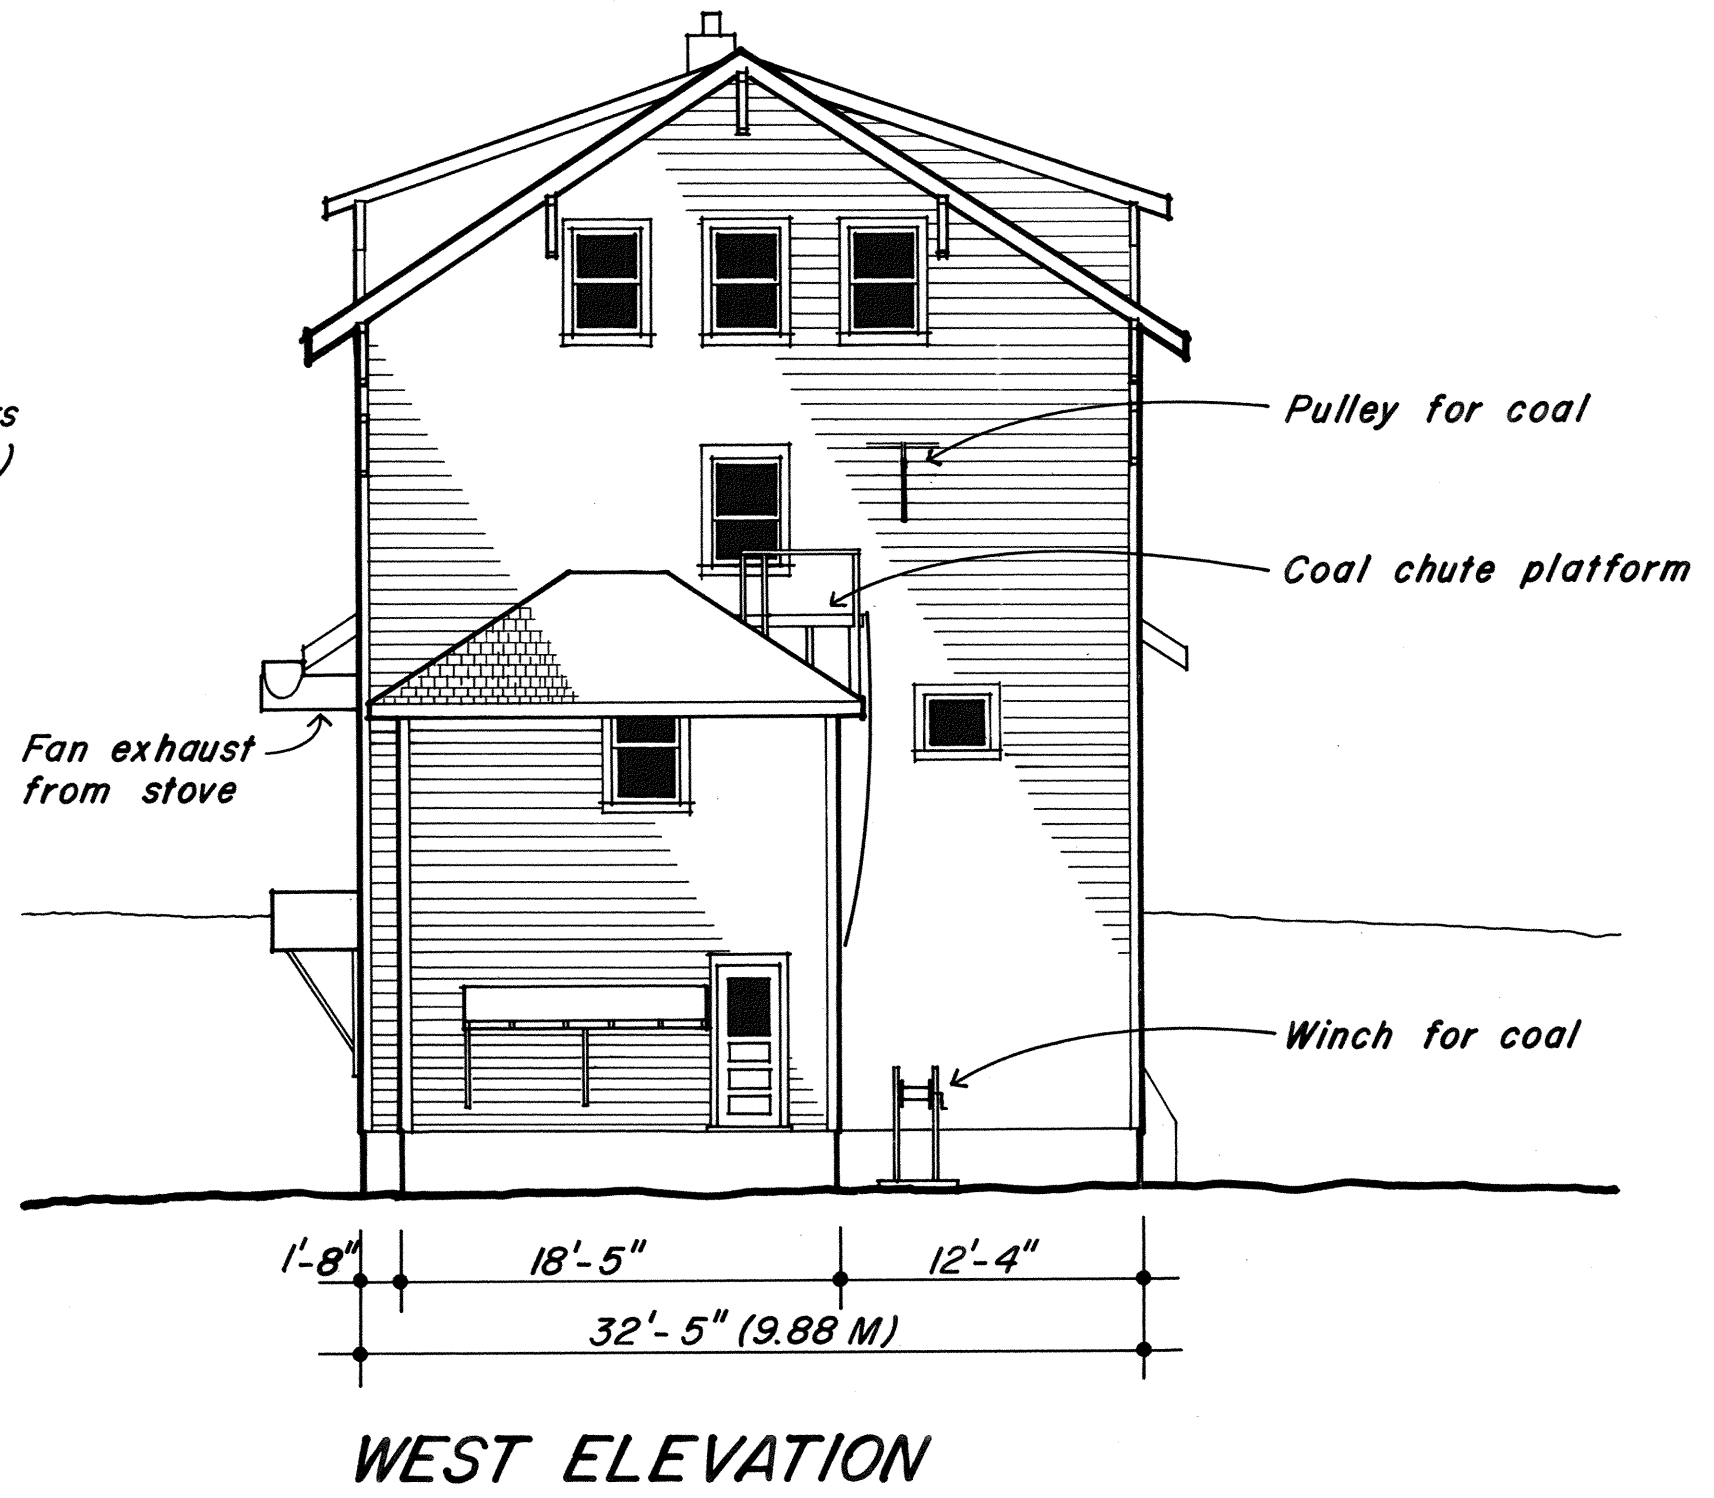 Pulley for coal
Coal chute platform
Fan exhaust
from stove
Winch for coal
1'-8" 18'-5" 12'-4"
32'-5" (9.88 M)
WEST ELEVATION